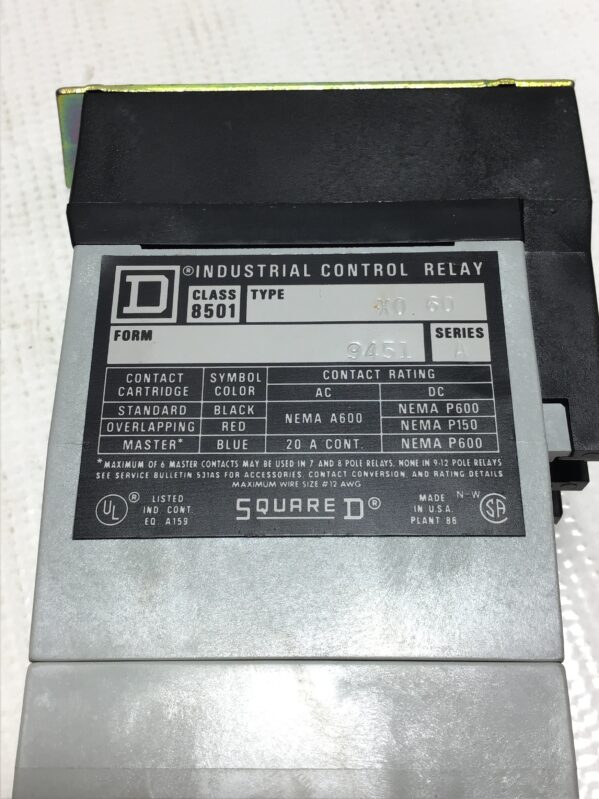 D ® INDUSTRIAL CONTROL RELAY
CLASS 8501 TYPE XO 60
FORM 9451 SERIES A
CONTACT CARTRIDGE SYMBOL COLOR CONTACT RATING
AC DC
STANDARD BLACK NEMA A600 NEMA P600
OVERLAPPING RED NEMA P150
MASTER* BLUE 20 A CONT. NEMA P600
*MAXIMUM OF 6 MASTER CONTACTS MAY BE USED IN 7 AND 8 POLE RELAYS, NONE IN 9-12 POLE RELAYS
SEE SERVICE BULLETIN 531AS FOR ACCESSORIES, CONTACT CONVERSION, AND RATING DETAILS
MAXIMUM WIRE SIZE #12 AWG
UL ® LISTED IND. CONT. EQ. A159
SQUARE D ®
MADE IN U.S.A. PLANT 86
N-W SA